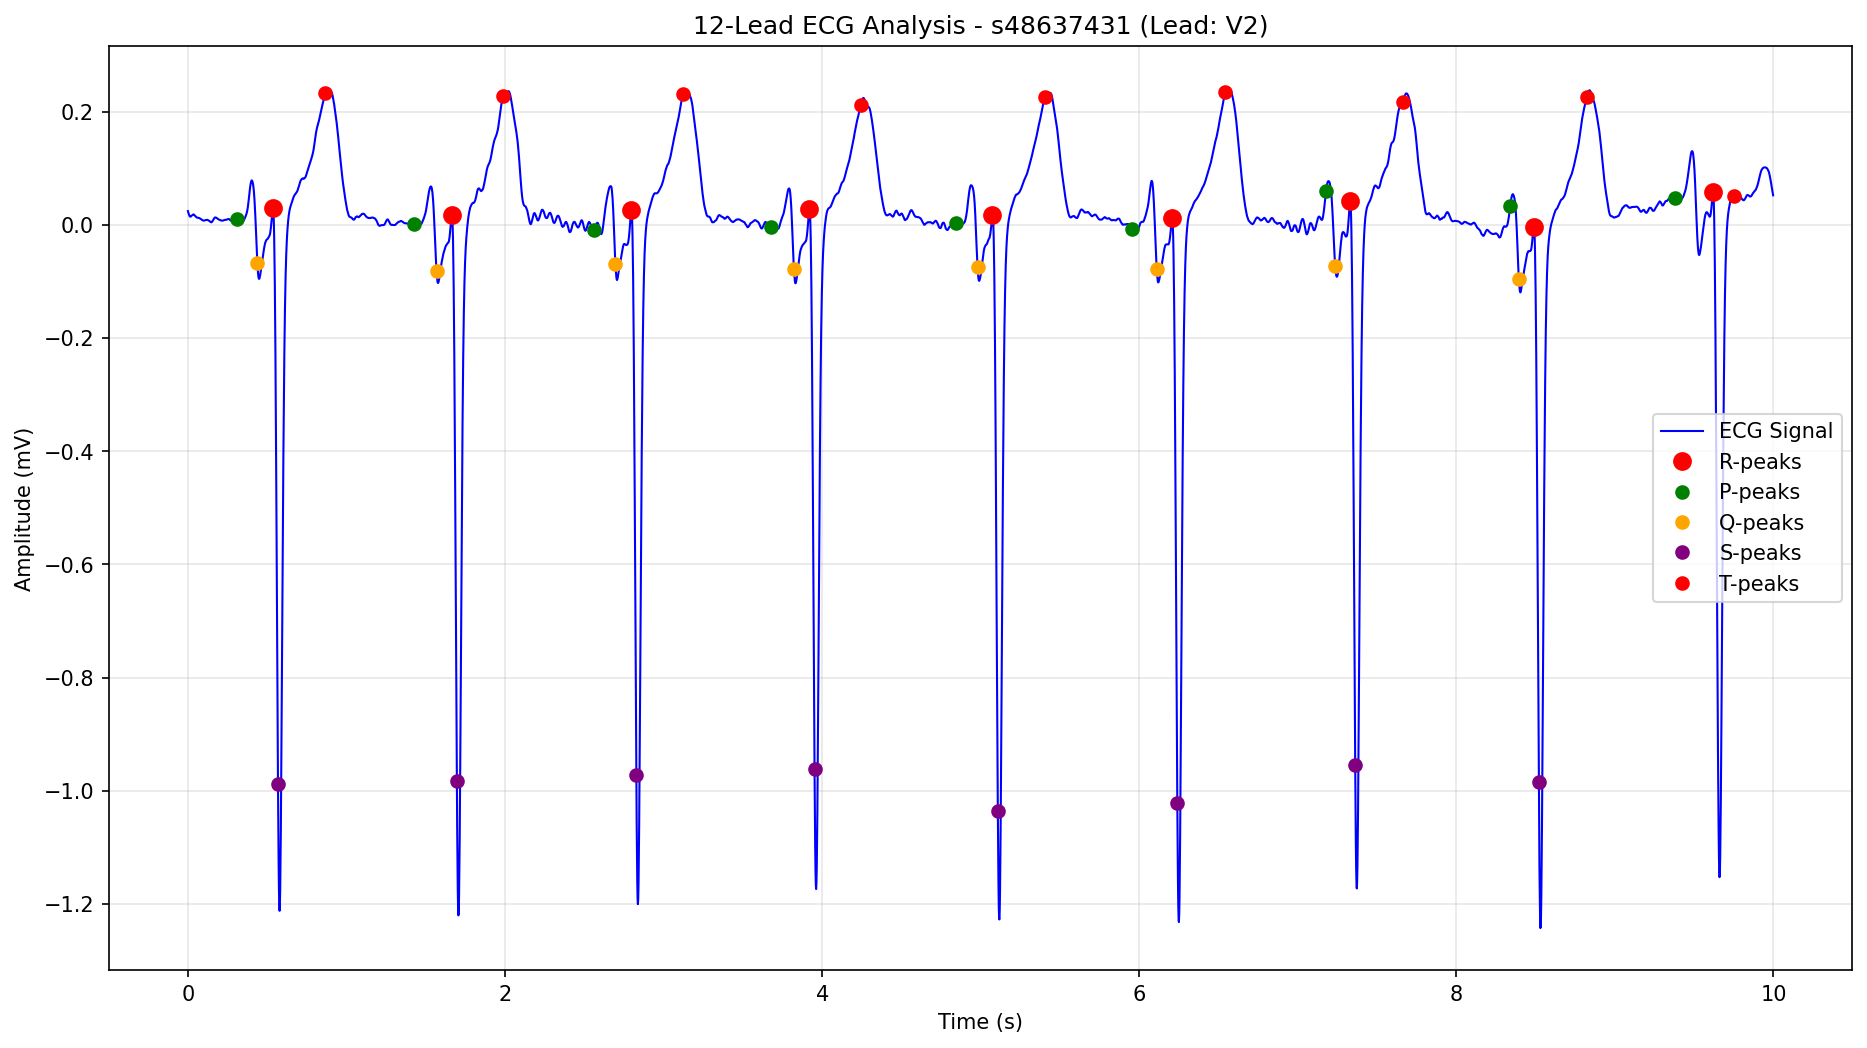 12-Lead ECG Analysis - s48637431 (Lead: V2)
0.2
0.0
−0.2
−0.4
−0.6
−0.8
−1.0
−1.2
Amplitude (mV)
ECG Signal
R-peaks
P-peaks
Q-peaks
S-peaks
T-peaks
0 2 4 6 8 10
Time (s)